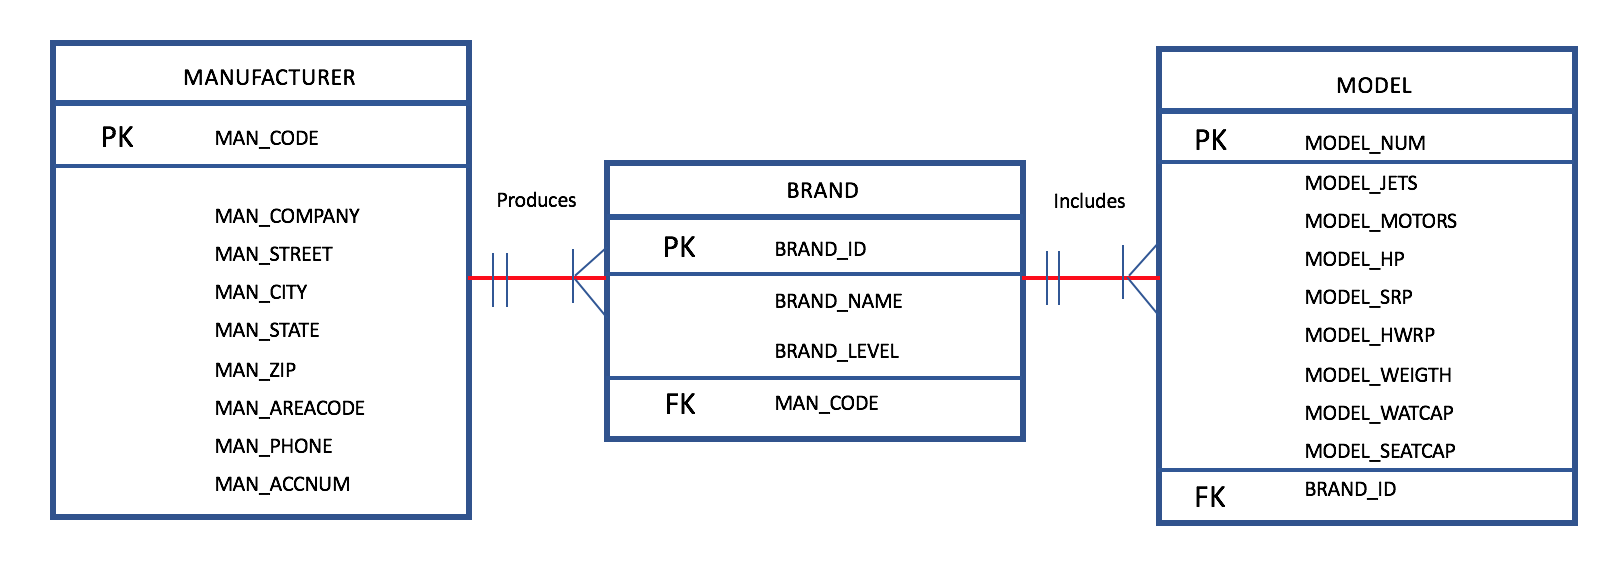 MANUFACTURER
PK MAN_CODE
MAN_COMPANY
MAN_STREET
MAN_CITY
MAN_STATE
MAN_ZIP
MAN_AREACODE
MAN_PHONE
MAN_ACCNUM
Produces
BRAND
PK BRAND_ID
BRAND_NAME
BRAND_LEVEL
FK MAN_CODE
Includes
MODEL
PK MODEL_NUM
MODEL_JETS
MODEL_MOTORS
MODEL_HP
MODEL_SRP
MODEL_HWRP
MODEL_WEIGTH
MODEL_WATCAP
MODEL_SEATCAP
FK BRAND_ID